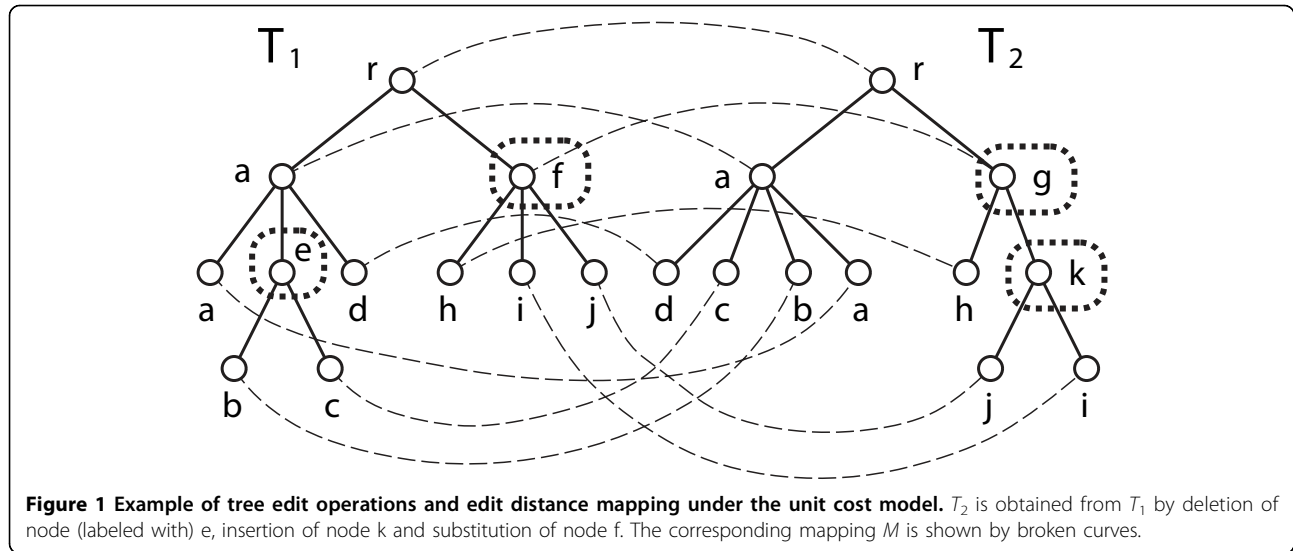 T1 r r T2
a f a g
e k
a d h i j d c b a h
b c j i
Figure 1 Example of tree edit operations and edit distance mapping under the unit cost model. T2 is obtained from T1 by deletion of
node (labeled with) e, insertion of node k and substitution of node f. The corresponding mapping M is shown by broken curves.